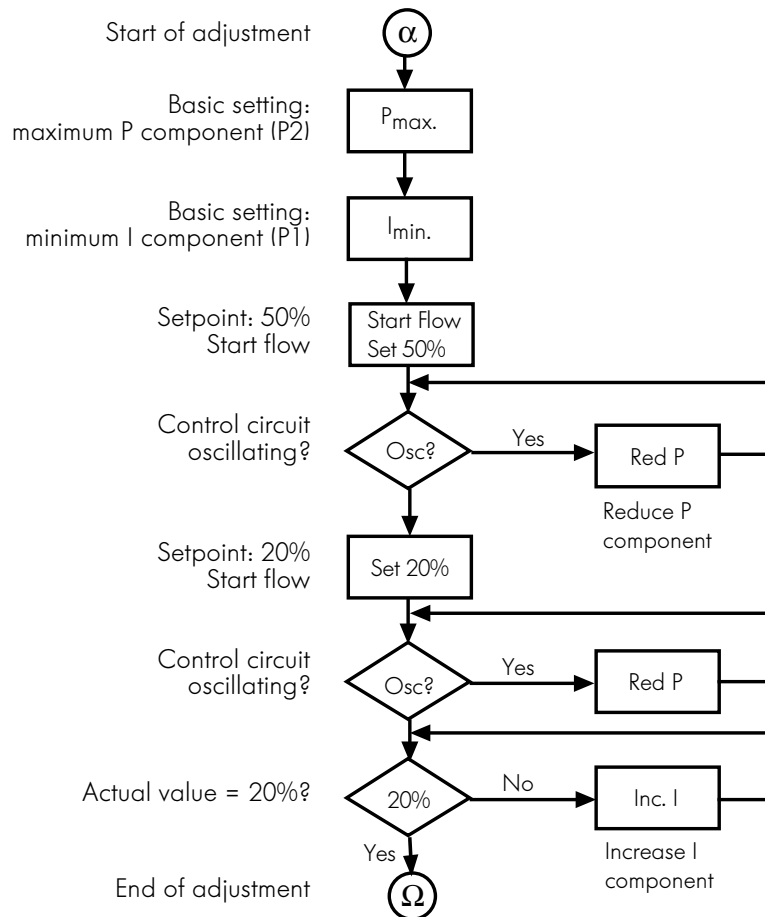 Start of adjustment
α
Basic setting:
maximum P component (P2)
Pmax.
Basic setting:
minimum I component (P1)
Imin.
Setpoint: 50%
Start flow
Start Flow
Set 50%
Control circuit
oscillating?
Osc?
Yes
Red P
Reduce P
component
Setpoint: 20%
Start flow
Set 20%
Control circuit
oscillating?
Osc?
Yes
Red P
Actual value = 20%?
20%
No
Inc. I
Increase I
component
Yes
End of adjustment
Ω